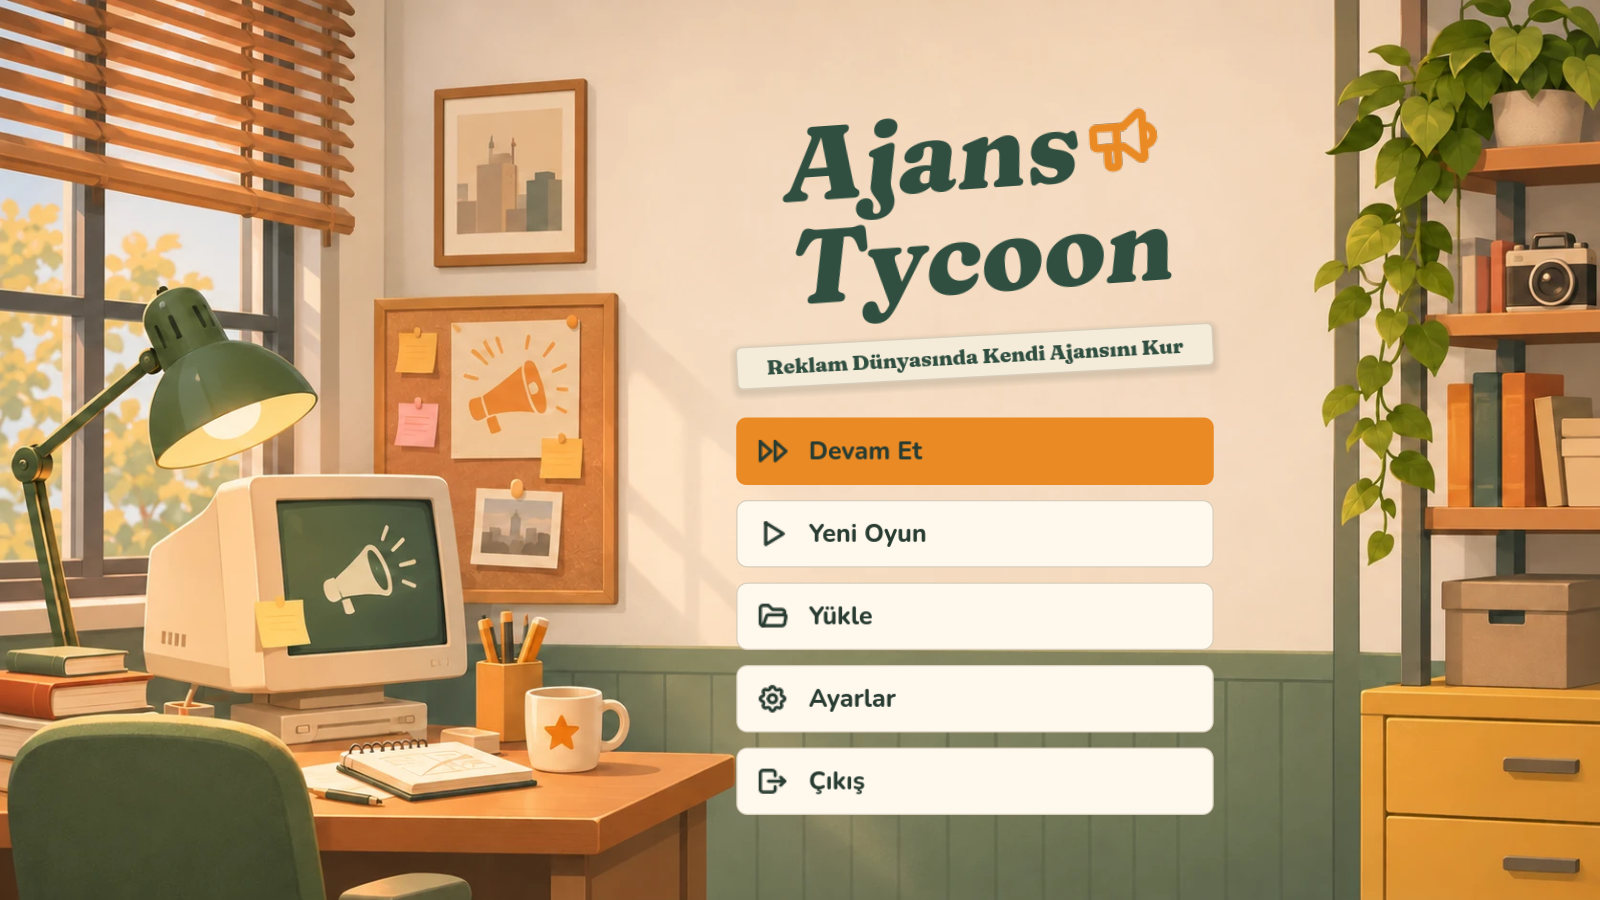 Ajans
Tycoon
Reklam Dünyasında Kendi Ajansını Kur
Devam Et
Yeni Oyun
Yükle
Ayarlar
Çıkış